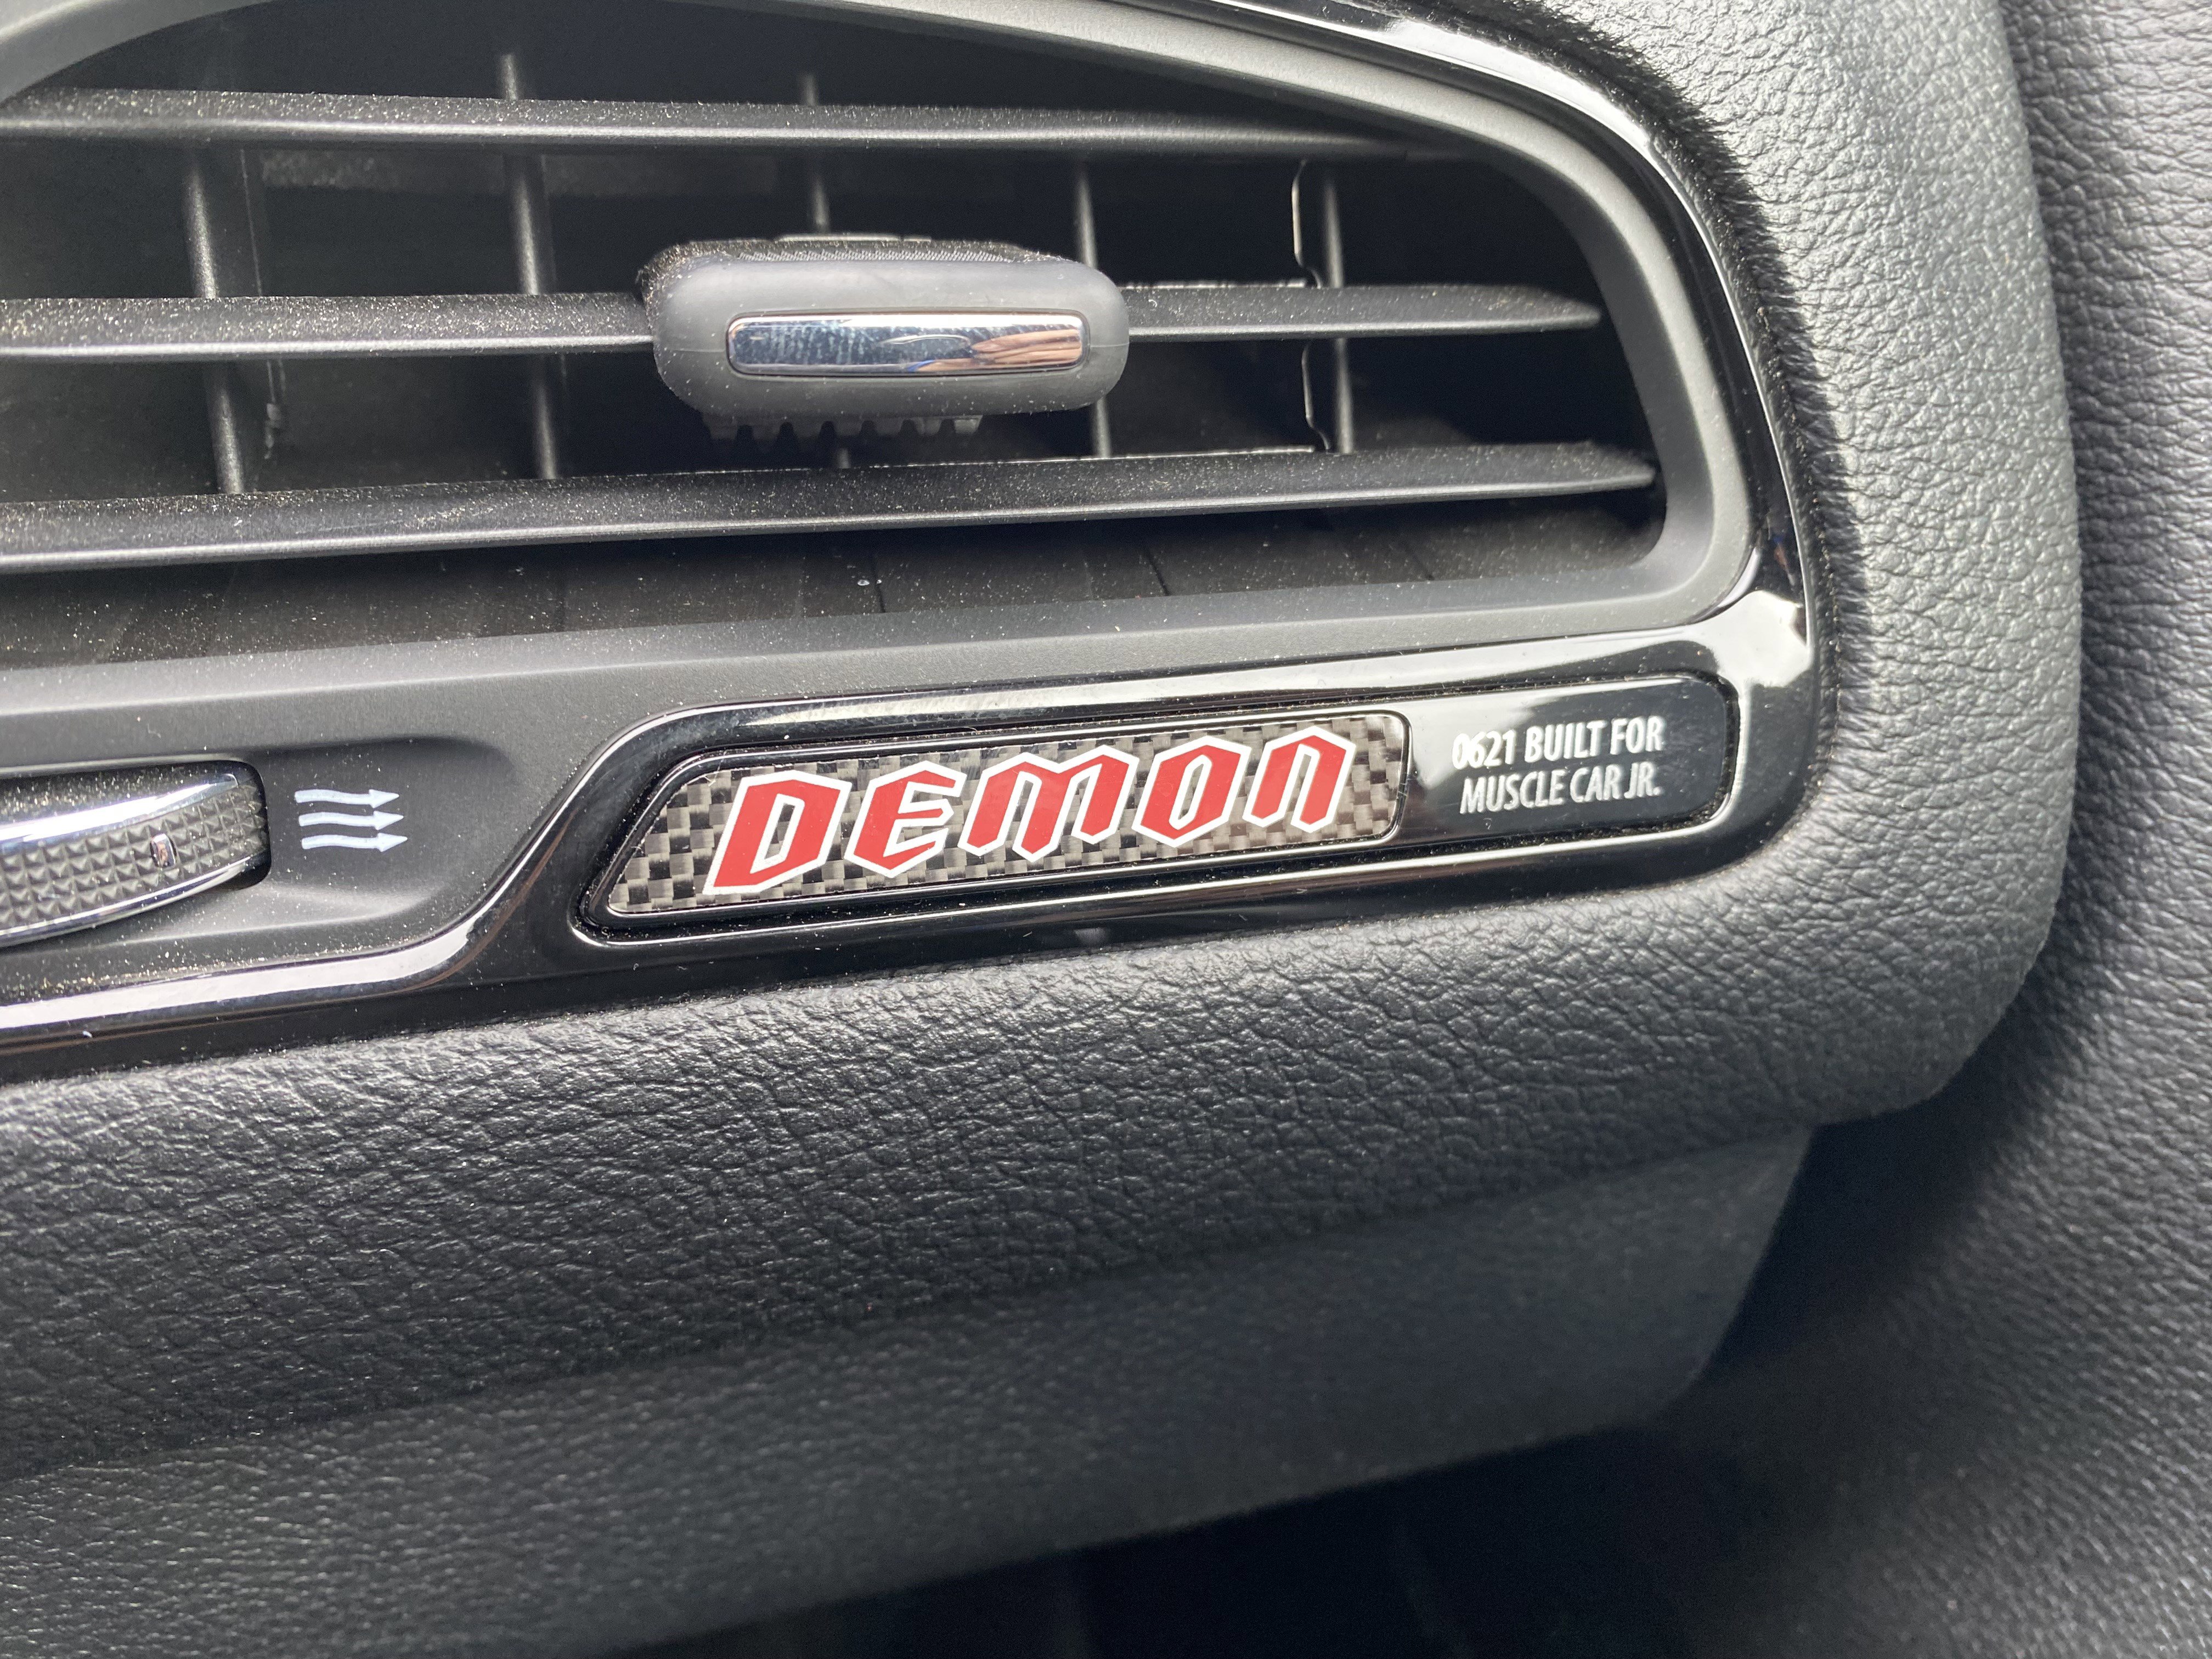 DEMON
0621 BUILT FOR
MUSCLE CAR JR.